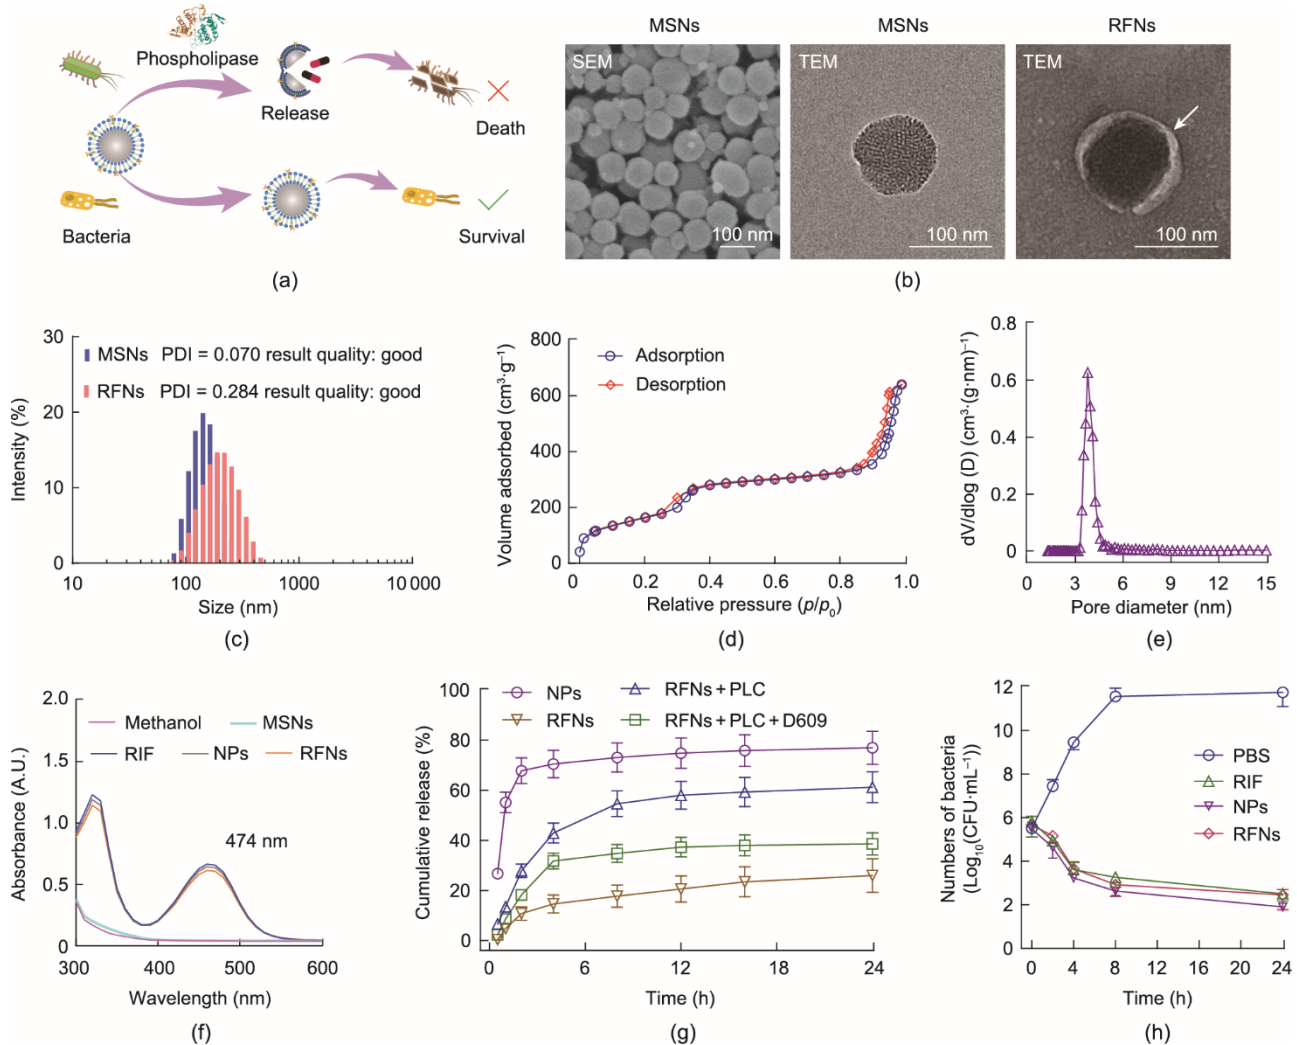 Phospholipase
Release
Death
Bacteria
Survival
(a)
MSNs
MSNs
RFNs
SEM
TEM
TEM
100 nm
100 nm
100 nm
(b)
30
20
10
0
MSNs PDI = 0.070 result quality: good
RFNs PDI = 0.284 result quality: good
Intensity (%)
10
100
1000
10 000
Size (nm)
(c)
800
600
400
200
0
Adsorption
Desorption
Volume adsorbed (cm³·g⁻¹)
0
0.2
0.4
0.6
0.8
1.0
Relative pressure (p/p₀)
(d)
0.8
0.6
0.4
0.2
0
dV/dlog (D) (cm³·(g·nm)⁻¹)
0
3
6
9
12
15
Pore diameter (nm)
(e)
2.0
1.5
1.0
0.5
0
Methanol
MSNs
RIF
NPs
RFNs
474 nm
Absorbance (A.U.)
300
400
500
600
Wavelength (nm)
(f)
100
80
60
40
20
0
NPs
RFNs + PLC
RFNs
RFNs + PLC + D609
Cumulative release (%)
0
6
12
18
24
Time (h)
(g)
12
10
8
6
4
2
0
PBS
RIF
NPs
RFNs
Numbers of bacteria
(Log₁₀(CFU·mL⁻¹))
0
4
8
12
16
20
24
Time (h)
(h)